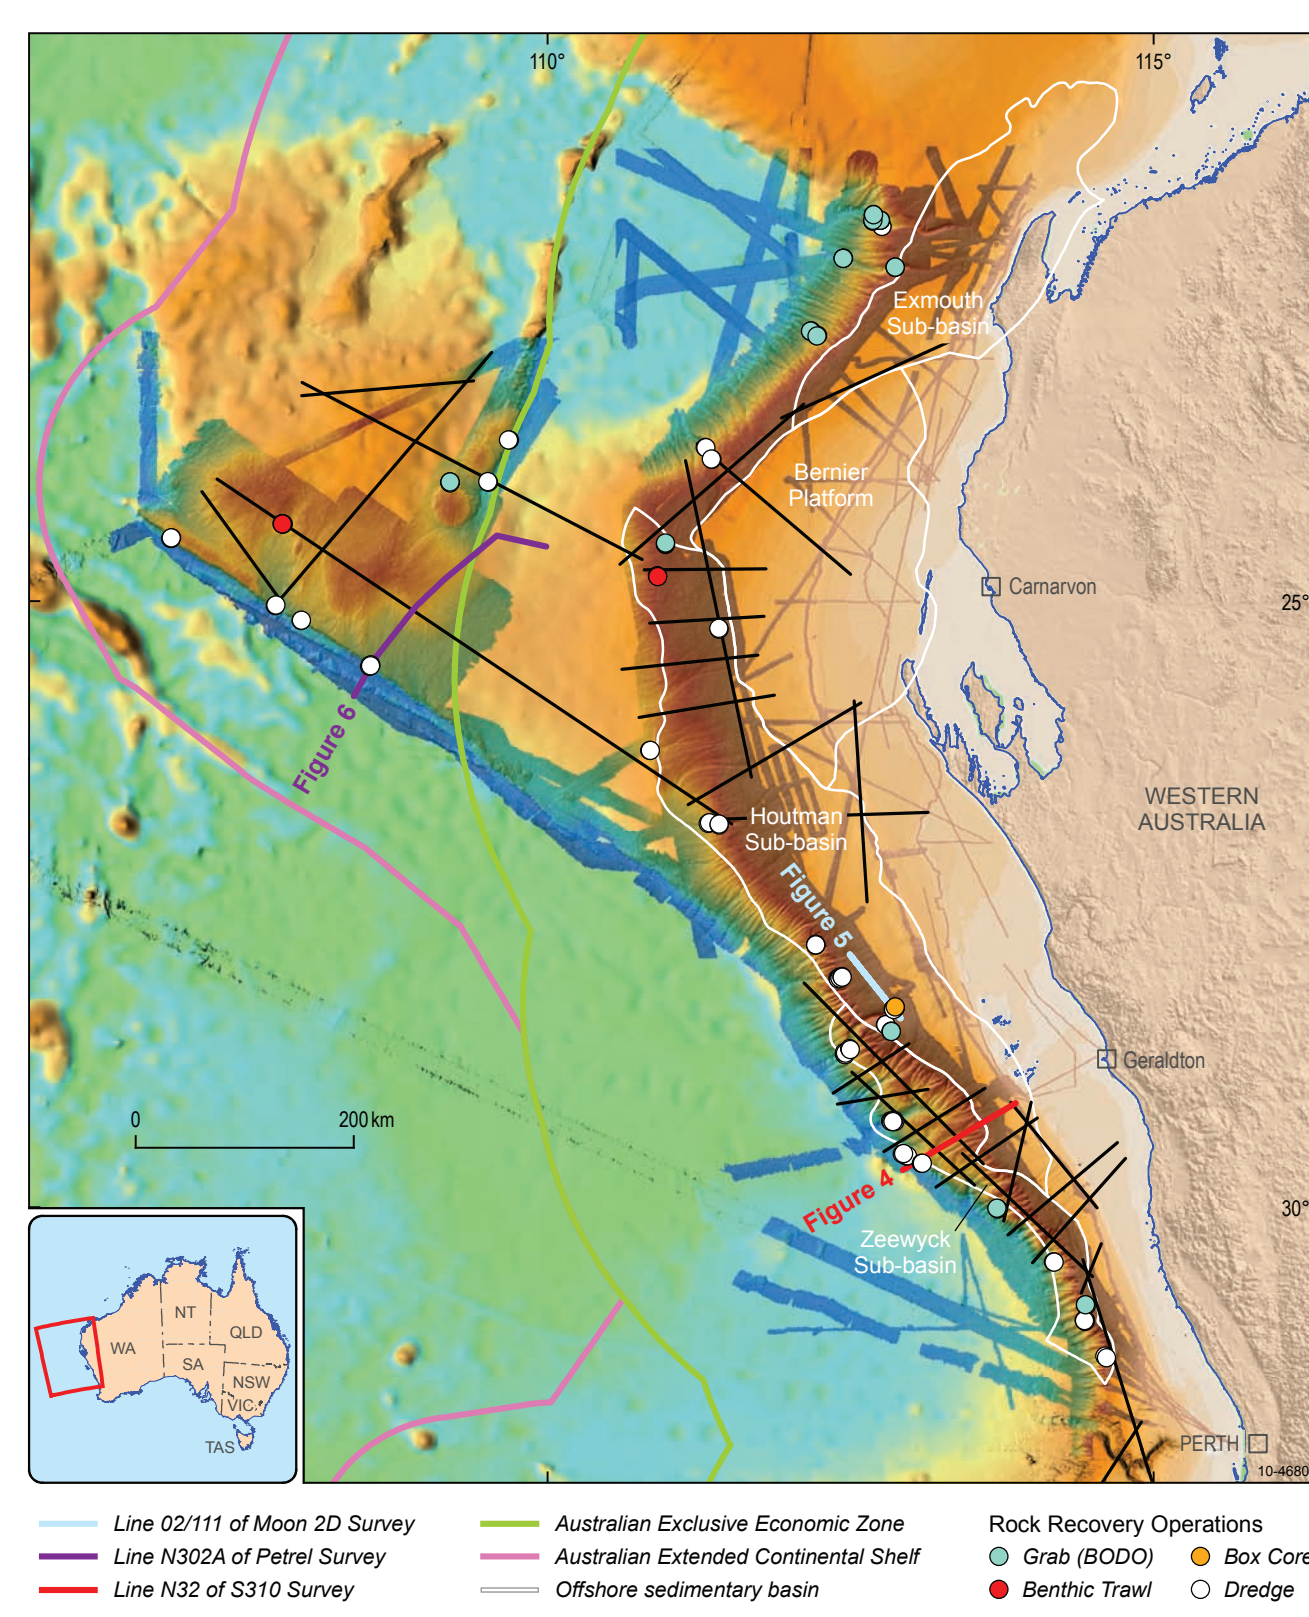 110°
115°
Exmouth
Sub-basin
Bernier
Platform
Carnarvon
25°
Figure 6
WESTERN
AUSTRALIA
Houtman
Sub-basin
Figure 5
Geraldton
0
200 km
Figure 4
30°
Zeewyck
Sub-basin
NT
QLD
WA
SA
NSW
VIC.
TAS
PERTH
10-4680
Line 02/111 of Moon 2D Survey
Australian Exclusive Economic Zone
Rock Recovery Operations
Line N302A of Petrel Survey
Australian Extended Continental Shelf
Grab (BODO)
Box Core
Line N32 of S310 Survey
Offshore sedimentary basin
Benthic Trawl
Dredge